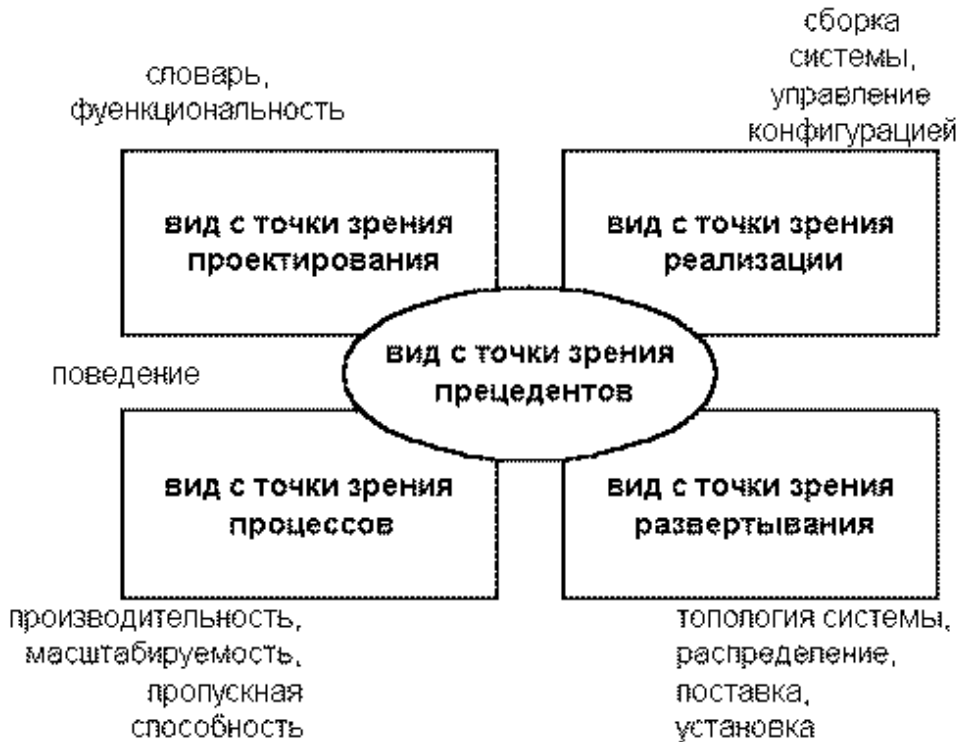 словарь,
фуенкциональность
сборка
системы,
управление
конфигурацией
вид с точки зрения
проектирования
вид с точки зрения
реализации
вид с точки зрения
прецедентов
поведение
вид с точки зрения
процессов
вид с точки зрения
развертывания
производительность,
масштабируемость,
пропускная
способность
топология системы,
распределение,
поставка,
установка